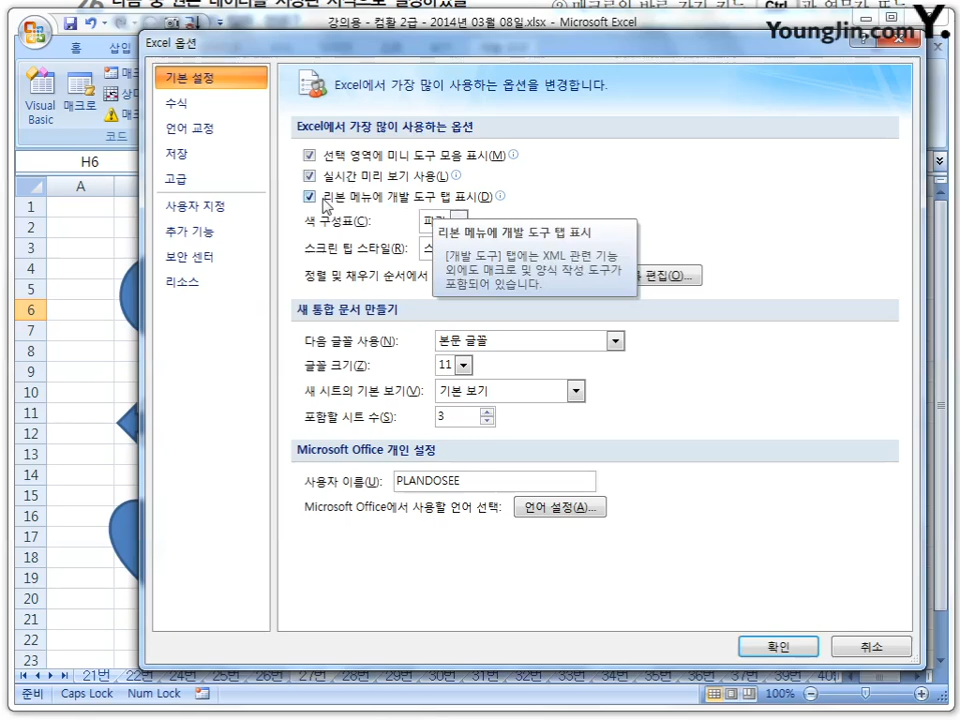 강의용 - 컴활 2급 - 2014년 03월 08일.xlsx - Microsoft Excel
Youngjin.com Y.
Excel 옵션
홈
삽입
Visual Basic
매크로
코드
H6
A
1
2
3
4
5
6
7
8
9
10
11
12
13
14
15
16
17
18
19
20
21
22
23
기본 설정
수식
언어 교정
저장
고급
사용자 지정
추가 기능
보안 센터
리소스
Excel에서 가장 많이 사용하는 옵션을 변경합니다.
Excel에서 가장 많이 사용하는 옵션
선택 영역에 미니 도구 모음 표시(M)
실시간 미리 보기 사용(L)
리본 메뉴에 개발 도구 탭 표시(D)
색 구성표(C):
스크린 팁 스타일(R):
정렬 및 채우기 순서에서
편집(O)...
리본 메뉴에 개발 도구 탭 표시
[개발 도구] 탭에는 XML 관련 기능
외에도 매크로 및 양식 작성 도구가
포함되어 있습니다.
새 통합 문서 만들기
다음 글꼴 사용(N): 본문 글꼴
글꼴 크기(Z): 11
새 시트의 기본 보기(V): 기본 보기
포함할 시트 수(S): 3
Microsoft Office 개인 설정
사용자 이름(U): PLANDOSEE
Microsoft Office에서 사용할 언어 선택: 언어 설정(A)...
확인 취소
21번 22번 24번 25번 26번 27번 28번 29번 30번 31번 32번 33번 34번 35번 36번 37번 38번 39번
준비 Caps Lock Num Lock 100%